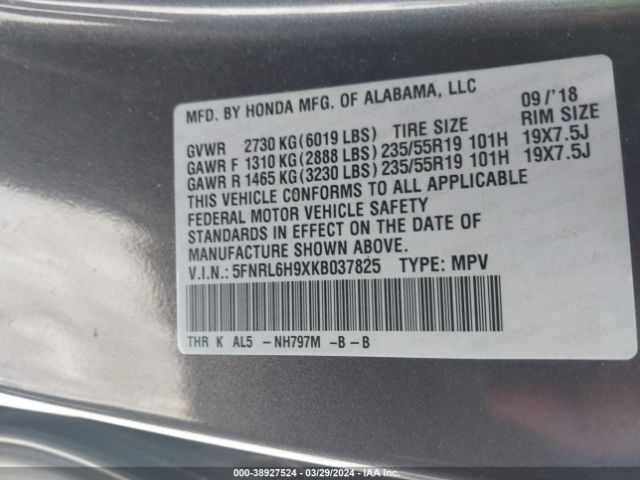 MFD. BY HONDA MFG. OF ALABAMA, LLC 09/'18
GVWR 2730 KG (6019 LBS) TIRE SIZE RIM SIZE
GAWR F 1310 KG (2888 LBS) 235/55R19 101H 19X7.5J
GAWR R 1465 KG (3230 LBS) 235/55R19 101H 19X7.5J
THIS VEHICLE CONFORMS TO ALL APPLICABLE
FEDERAL MOTOR VEHICLE SAFETY
STANDARDS IN EFFECT ON THE DATE OF
MANUFACTURE SHOWN ABOVE.
V.I.N.: 5FNRL6H9XKB037825 TYPE: MPV
THR K AL5 - NH797M - B - B
000-38927524 | 03/29/2024 | IAAI.com